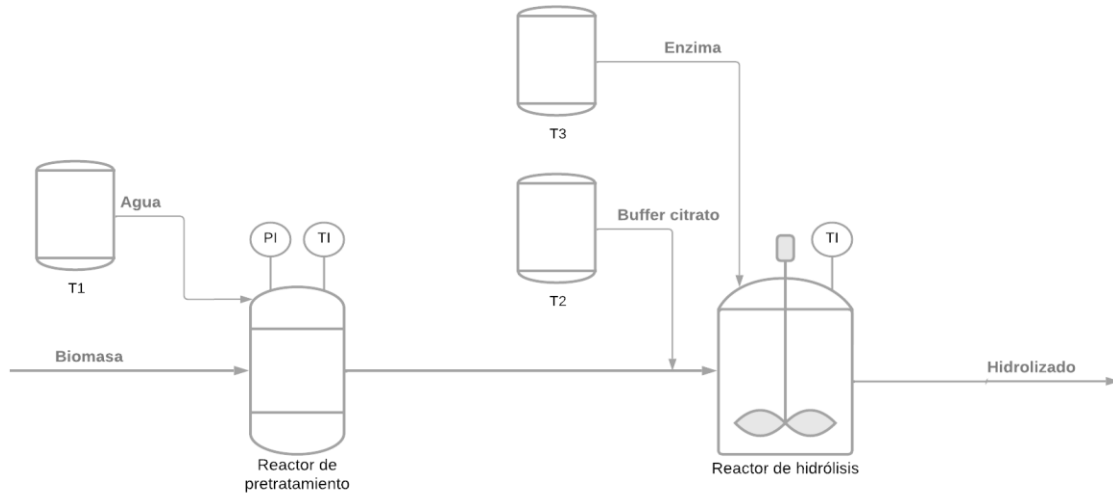 Enzima
T3
Agua
Buffer citrato
PI
TI
TI
T1
T2
Biomasa
Hidrolizado
Reactor de
pretratamiento
Reactor de hidrólisis